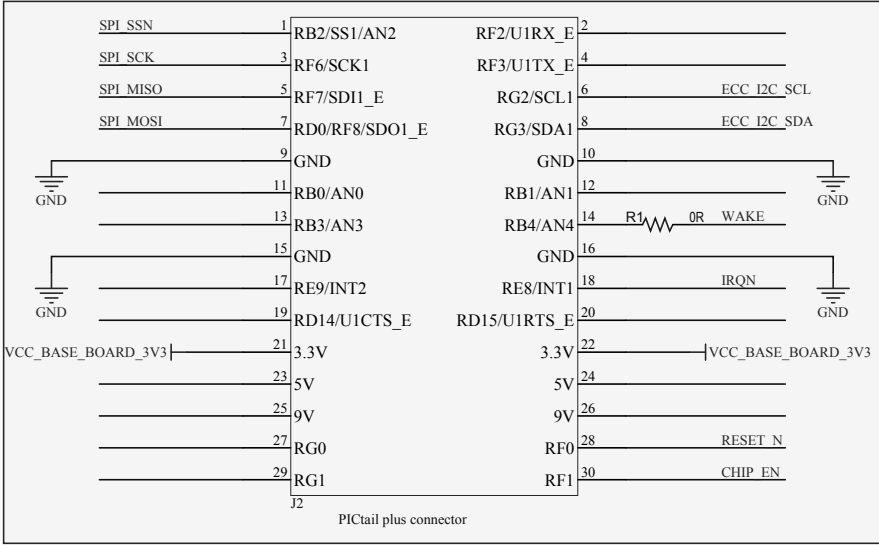 SPI_SSN 1 RB2/SS1/AN2 RF2/U1RX_E 2
SPI_SCK 3 RF6/SCK1 RF3/U1TX_E 4
SPI_MISO 5 RF7/SDI1_E RG2/SCL1 6 ECC_I2C_SCL
SPI_MOSI 7 RD0/RF8/SDO1_E RG3/SDA1 8 ECC_I2C_SDA
9 GND GND 10
GND 11 RB0/AN0 RB1/AN1 12 GND
13 RB3/AN3 RB4/AN4 14 R1 0R WAKE
15 GND GND 16
17 RE9/INT2 RE8/INT1 18 IRQN
GND GND
19 RD14/U1CTS_E RD15/U1RTS_E 20
VCC_BASE_BOARD_3V3 21 3.3V 3.3V 22 VCC_BASE_BOARD_3V3
23 5V 5V 24
25 9V 9V 26
27 RG0 RF0 28 RESET_N
29 RG1 RF1 30 CHIP_EN
J2
PICtail plus connector